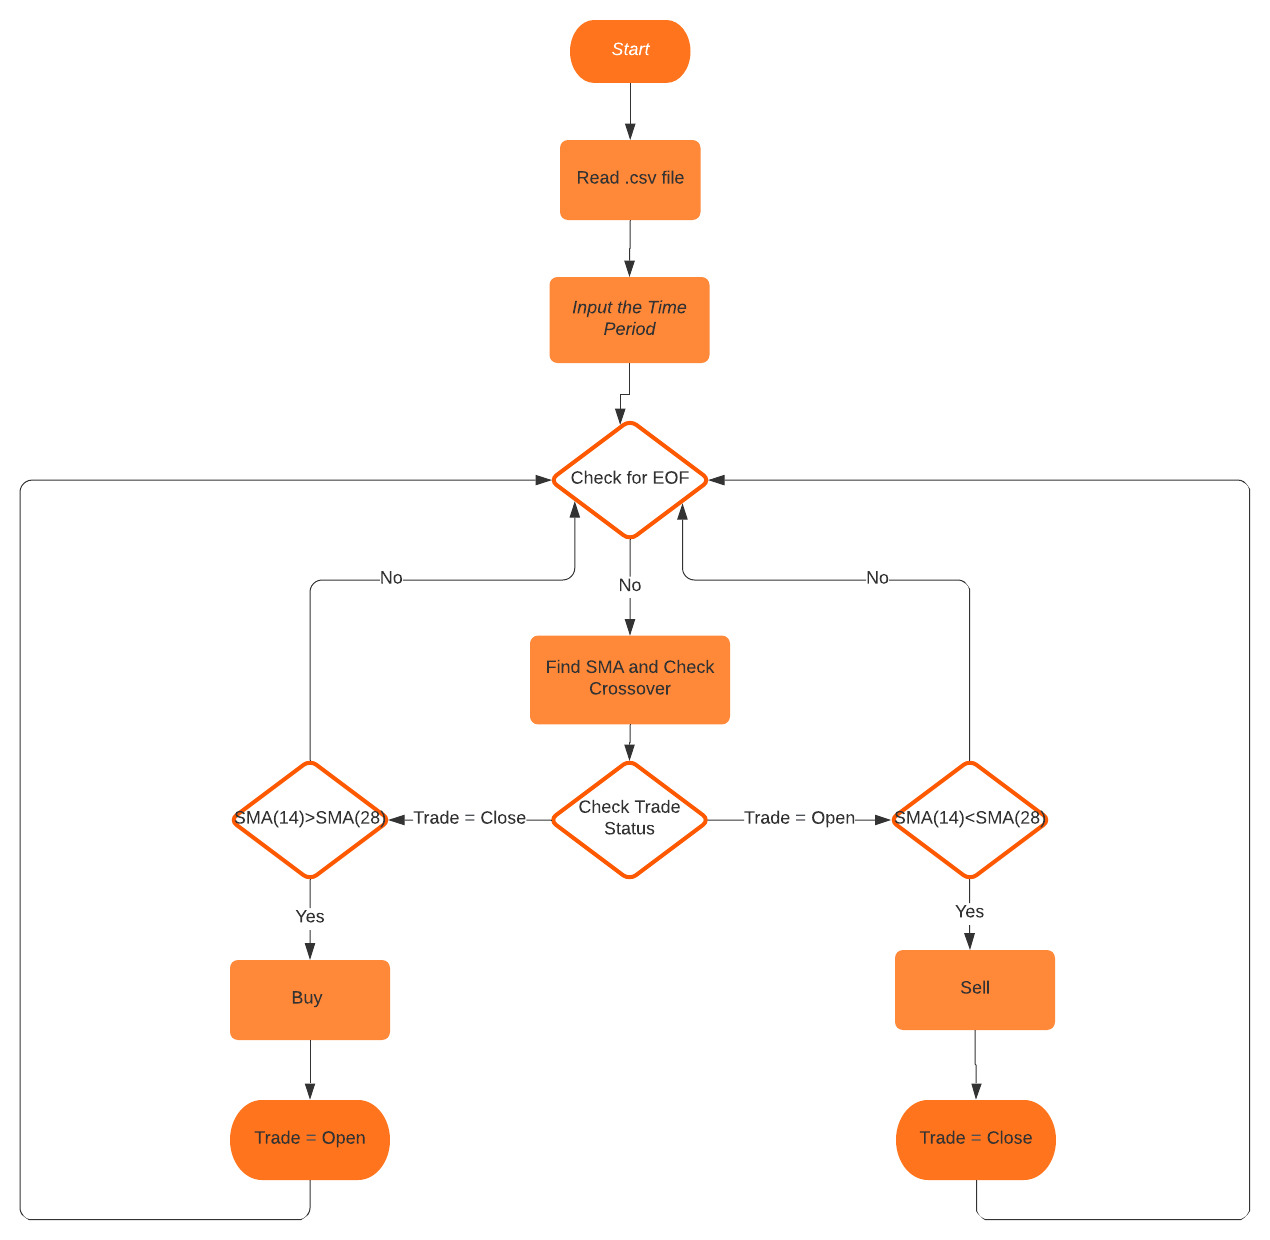 Start
Read .csv file
Input the Time
Period
Check for EOF
No
No
No
Find SMA and Check
Crossover
SMA(14)>SMA(28)
Trade = Close
Check Trade
Status
Trade = Open
SMA(14)<SMA(28)
Yes
Yes
Buy
Sell
Trade = Open
Trade = Close